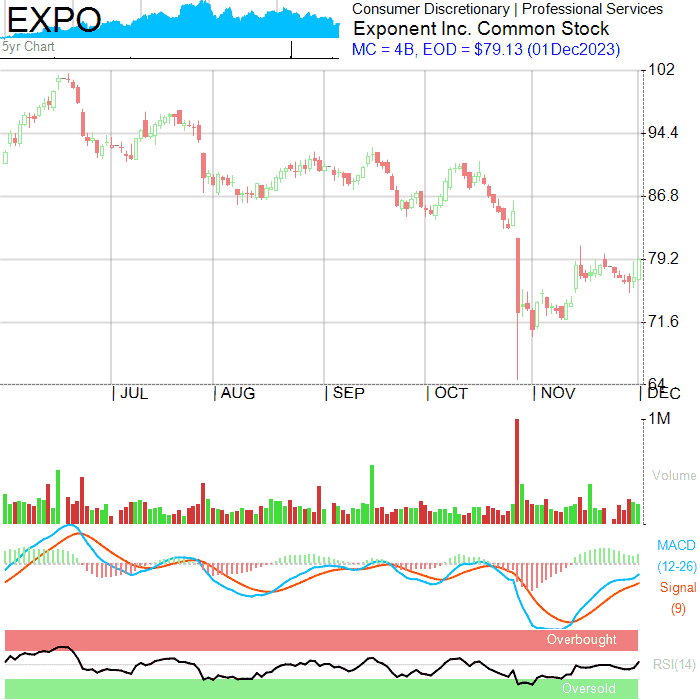 EXPO
5yr Chart
Consumer Discretionary | Professional Services
Exponent Inc. Common Stock
MC = 4B, EOD = $79.13 (01Dec2023)
102
94.4
86.8
79.2
71.6
64
JUL
AUG
SEP
OCT
NOV
DEC
1M
Volume
MACD
(12-26)
Signal
(9)
Overbought
RSI(14)
Oversold